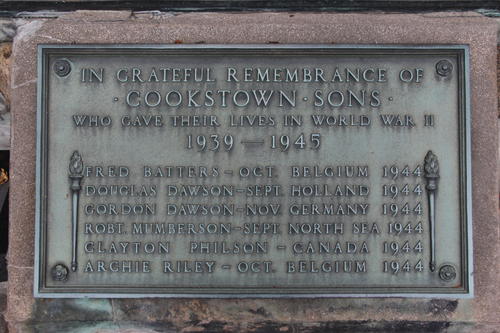 IN GRATEFUL REMEMBRANCE OF
· COOKSTOWN · SONS ·
WHO GAVE THEIR LIVES IN WORLD WAR II
1939 — 1945
FRED BATTERS - OCT. BELGIUM 1944
DOUGLAS DAWSON - SEPT. HOLLAND 1944
GORDON DAWSON - NOV. GERMANY 1944
ROBT. McUMBERSON - SEPT. NORTH SEA 1944
CLAYTON PHILSON - CANADA 1944
ARCHIE RILEY - OCT. BELGIUM 1944